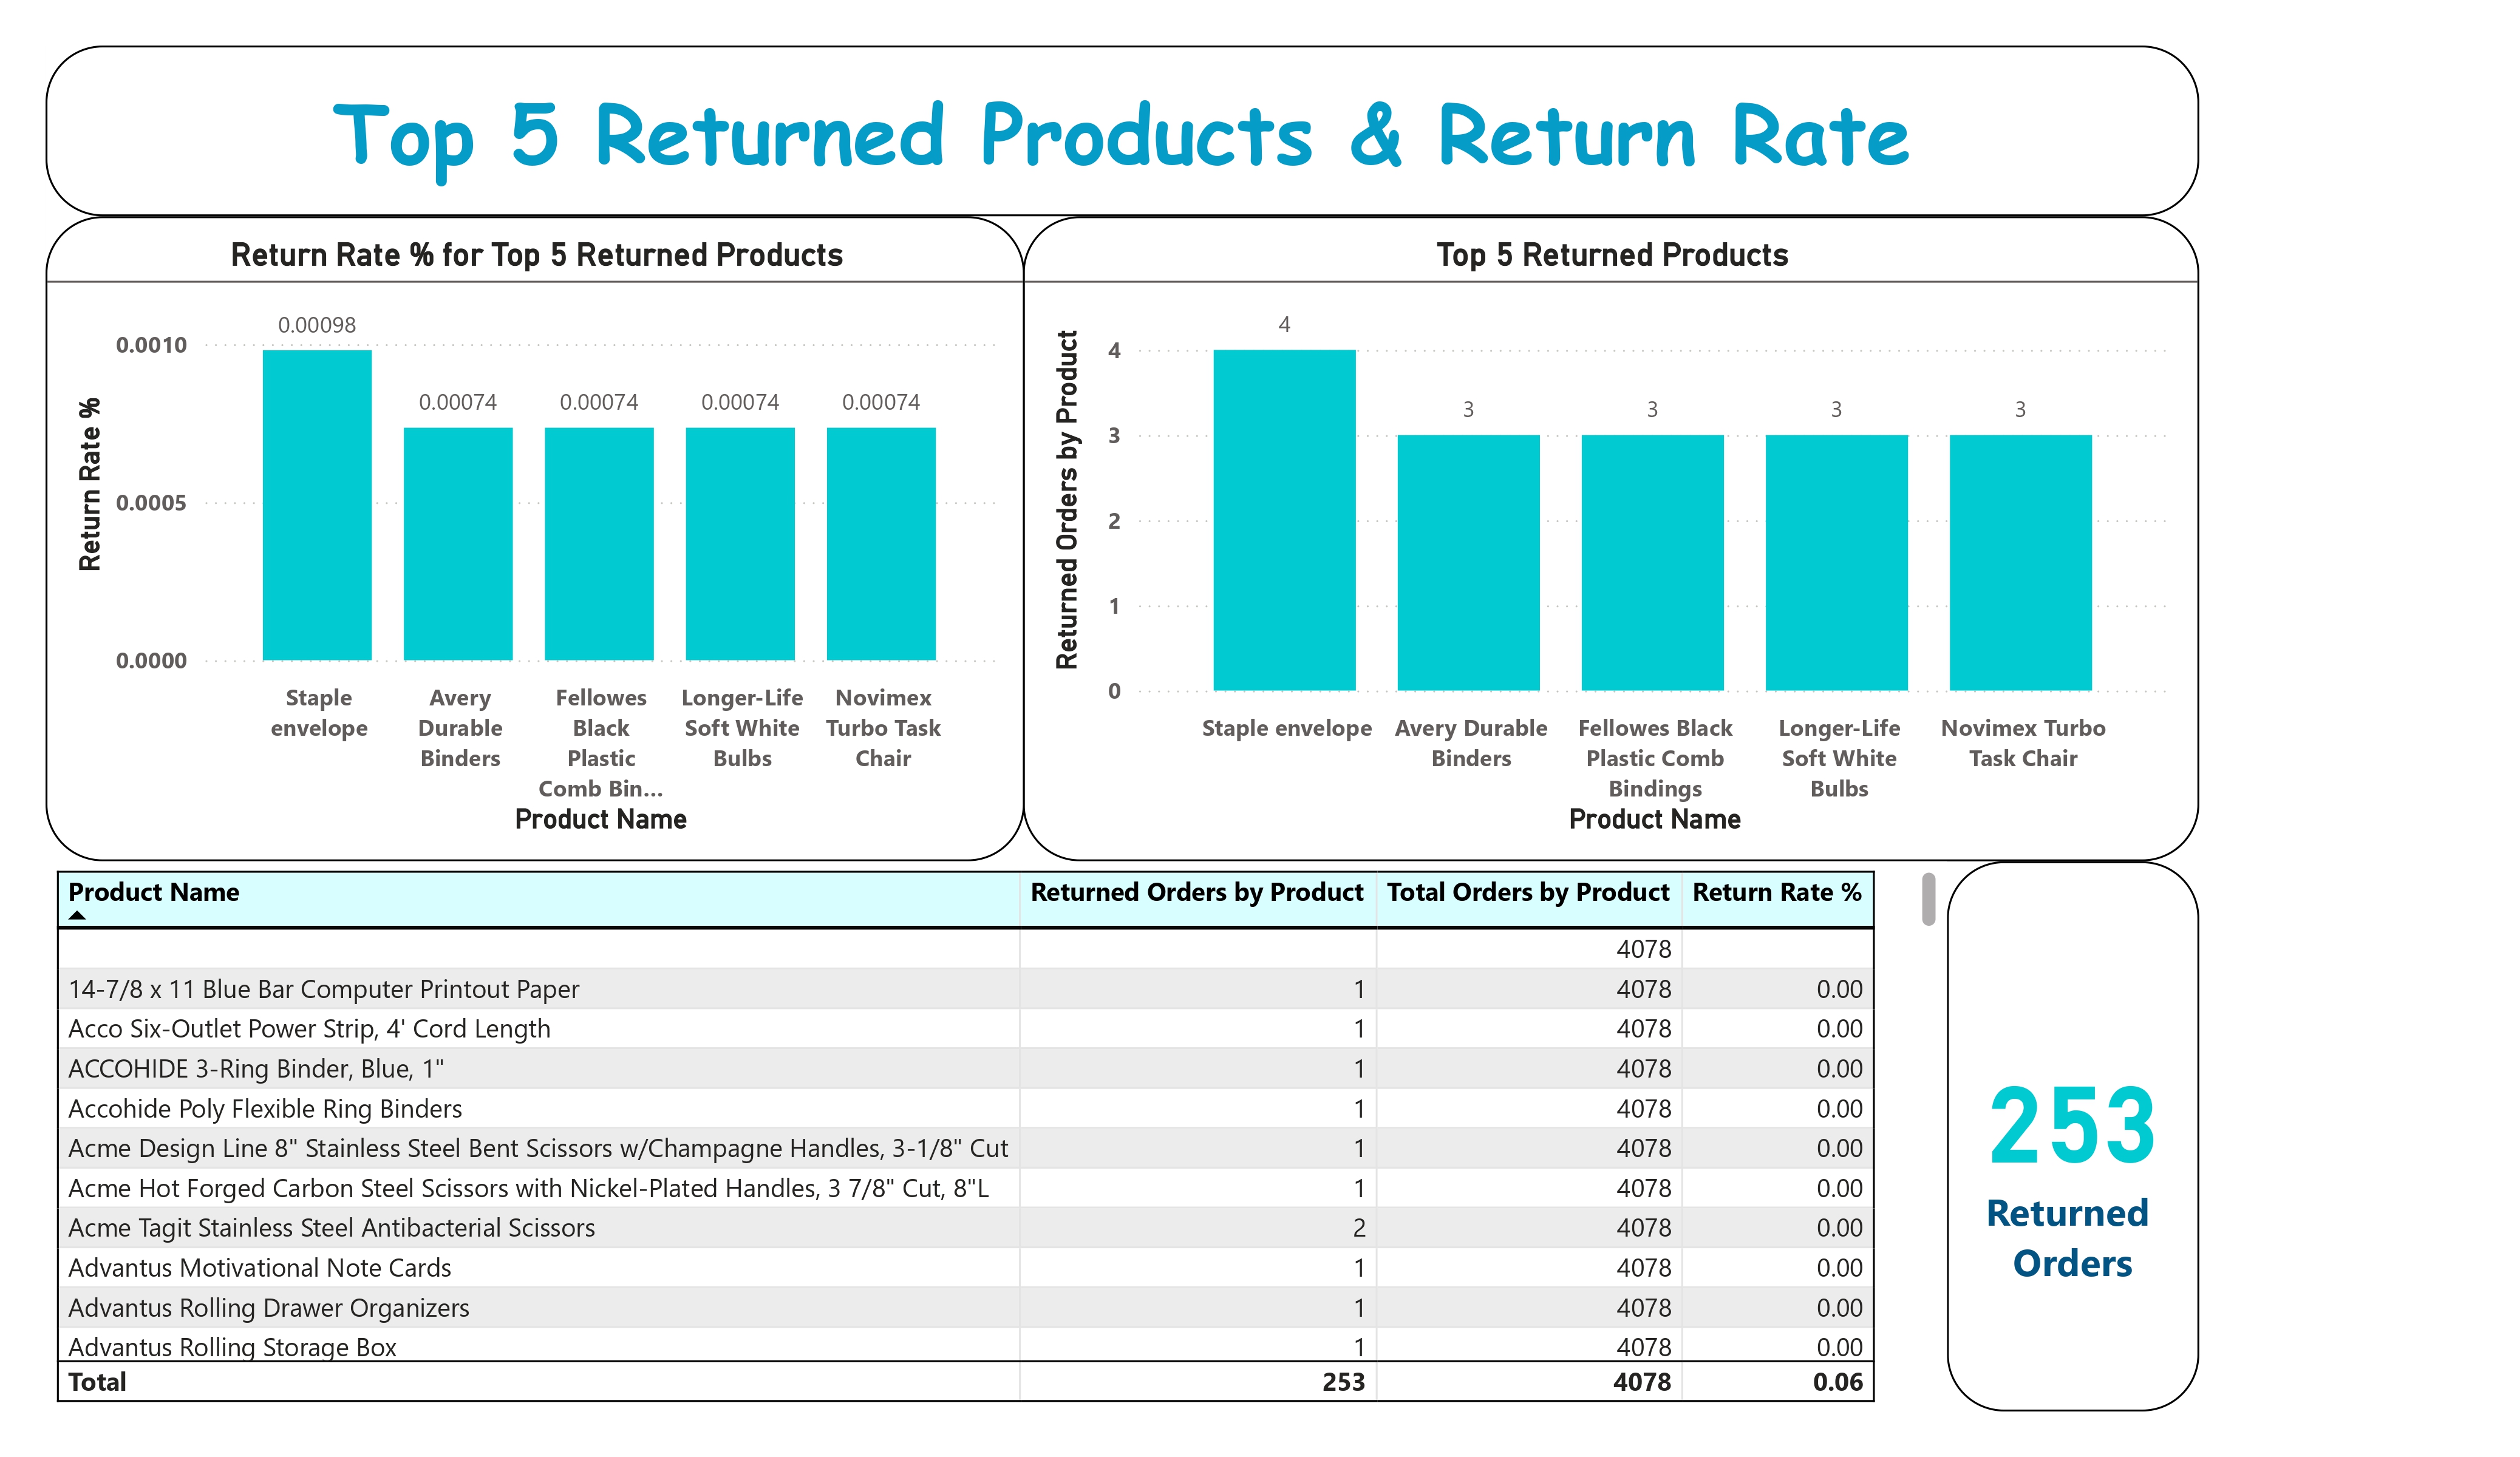 Top 5 Returned Products & Return Rate
Return Rate % for Top 5 Returned Products
Return Rate %
0.0010
0.0005
0.0000
0.00098
0.00074
0.00074
0.00074
0.00074
Staple
envelope
Avery
Durable
Binders
Fellowes
Black
Plastic
Comb Bin...
Longer-Life
Soft White
Bulbs
Novimex
Turbo Task
Chair
Product Name
Top 5 Returned Products
Returned Orders by Product
4
3
2
1
0
4
3
3
3
3
Staple envelope
Avery Durable
Binders
Fellowes Black
Plastic Comb
Bindings
Longer-Life
Soft White
Bulbs
Novimex Turbo
Task Chair
Product Name
Product Name Returned Orders by Product Total Orders by Product Return Rate %
4078
14-7/8 x 11 Blue Bar Computer Printout Paper 1 4078 0.00
Acco Six-Outlet Power Strip, 4' Cord Length 1 4078 0.00
ACCOHIDE 3-Ring Binder, Blue, 1" 1 4078 0.00
Accohide Poly Flexible Ring Binders 1 4078 0.00
Acme Design Line 8" Stainless Steel Bent Scissors w/Champagne Handles, 3-1/8" Cut 1 4078 0.00
Acme Hot Forged Carbon Steel Scissors with Nickel-Plated Handles, 3 7/8" Cut, 8"L 1 4078 0.00
Acme Tagit Stainless Steel Antibacterial Scissors 2 4078 0.00
Advantus Motivational Note Cards 1 4078 0.00
Advantus Rolling Drawer Organizers 1 4078 0.00
Advantus Rolling Storage Box 1 4078 0.00
Total 253 4078 0.06
253
Returned
Orders